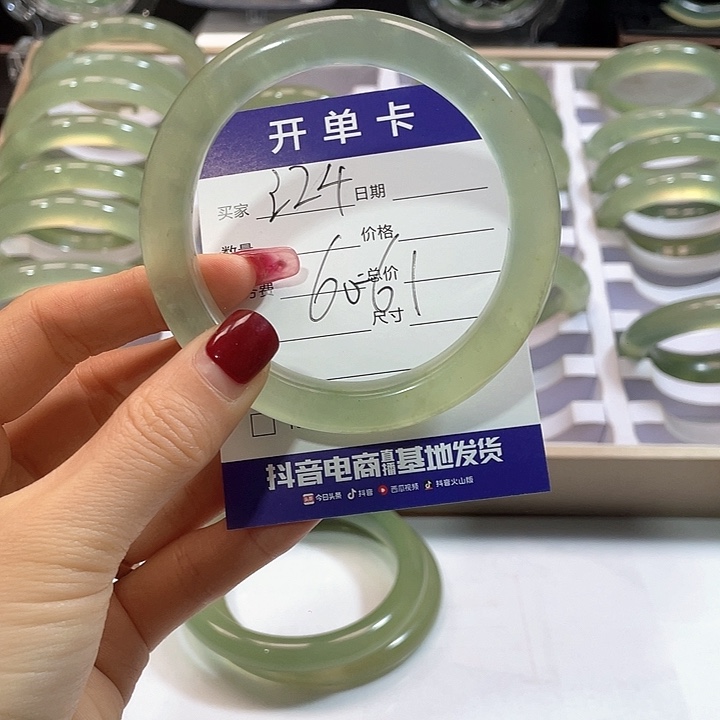 开单卡
买家 224 日期
数量 价格
费 总价
60-61
尺寸
抖音电商直播基地发货
今日头条 抖音 西瓜视频 抖音火山版